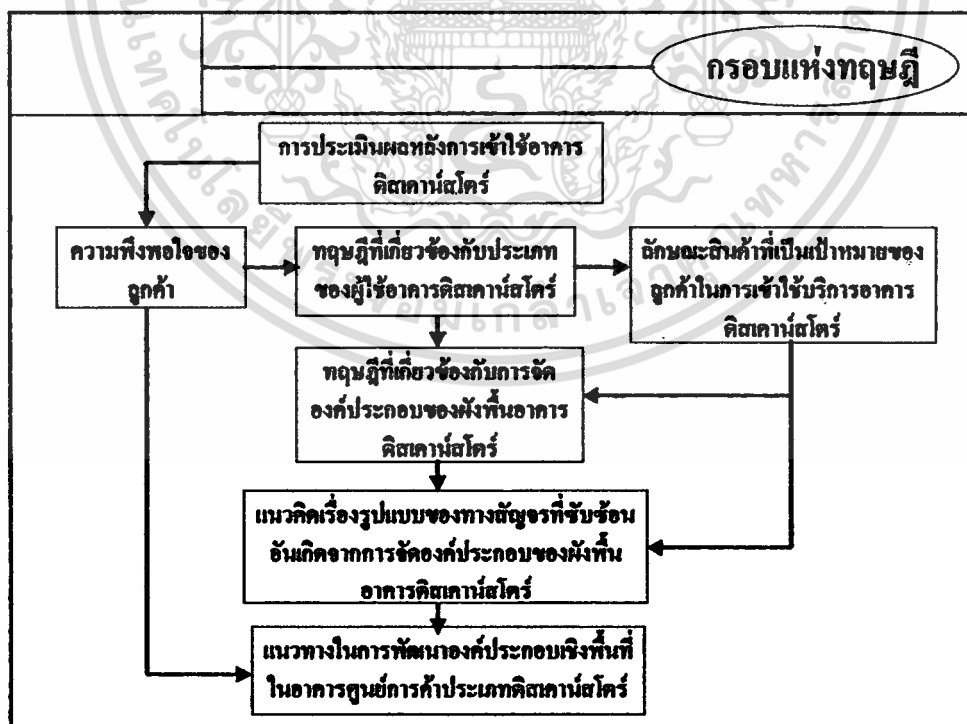 กรอบแห่งทฤษฎี
การประเมินผลหลังการเข้าใช้อาคาร
ดิสเคาน์สโตร์
ความพึงพอใจของ
ลูกค้า
ทฤษฎีที่เกี่ยวข้องกับประเภท
ของผู้ใช้อาคารดิสเคาน์สโตร์
ลักษณะสินค้าที่เป็นเป้าหมายของ
ลูกค้าในการเข้าใช้บริการอาคาร
ดิสเคาน์สโตร์
ทฤษฎีที่เกี่ยวข้องกับการจัด
องค์ประกอบของผังพื้นอาคาร
ดิสเคาน์สโตร์
แนวคิดเรื่องรูปแบบของทางสัญจรที่ซับซ้อน
อันเกิดจากการจัดองค์ประกอบของผังพื้น
อาคารดิสเคาน์สโตร์
แนวทางในการพัฒนาองค์ประกอบเชิงพื้นที่
ในอาคารศูนย์การค้าประเภทดิสเคาน์สโตร์